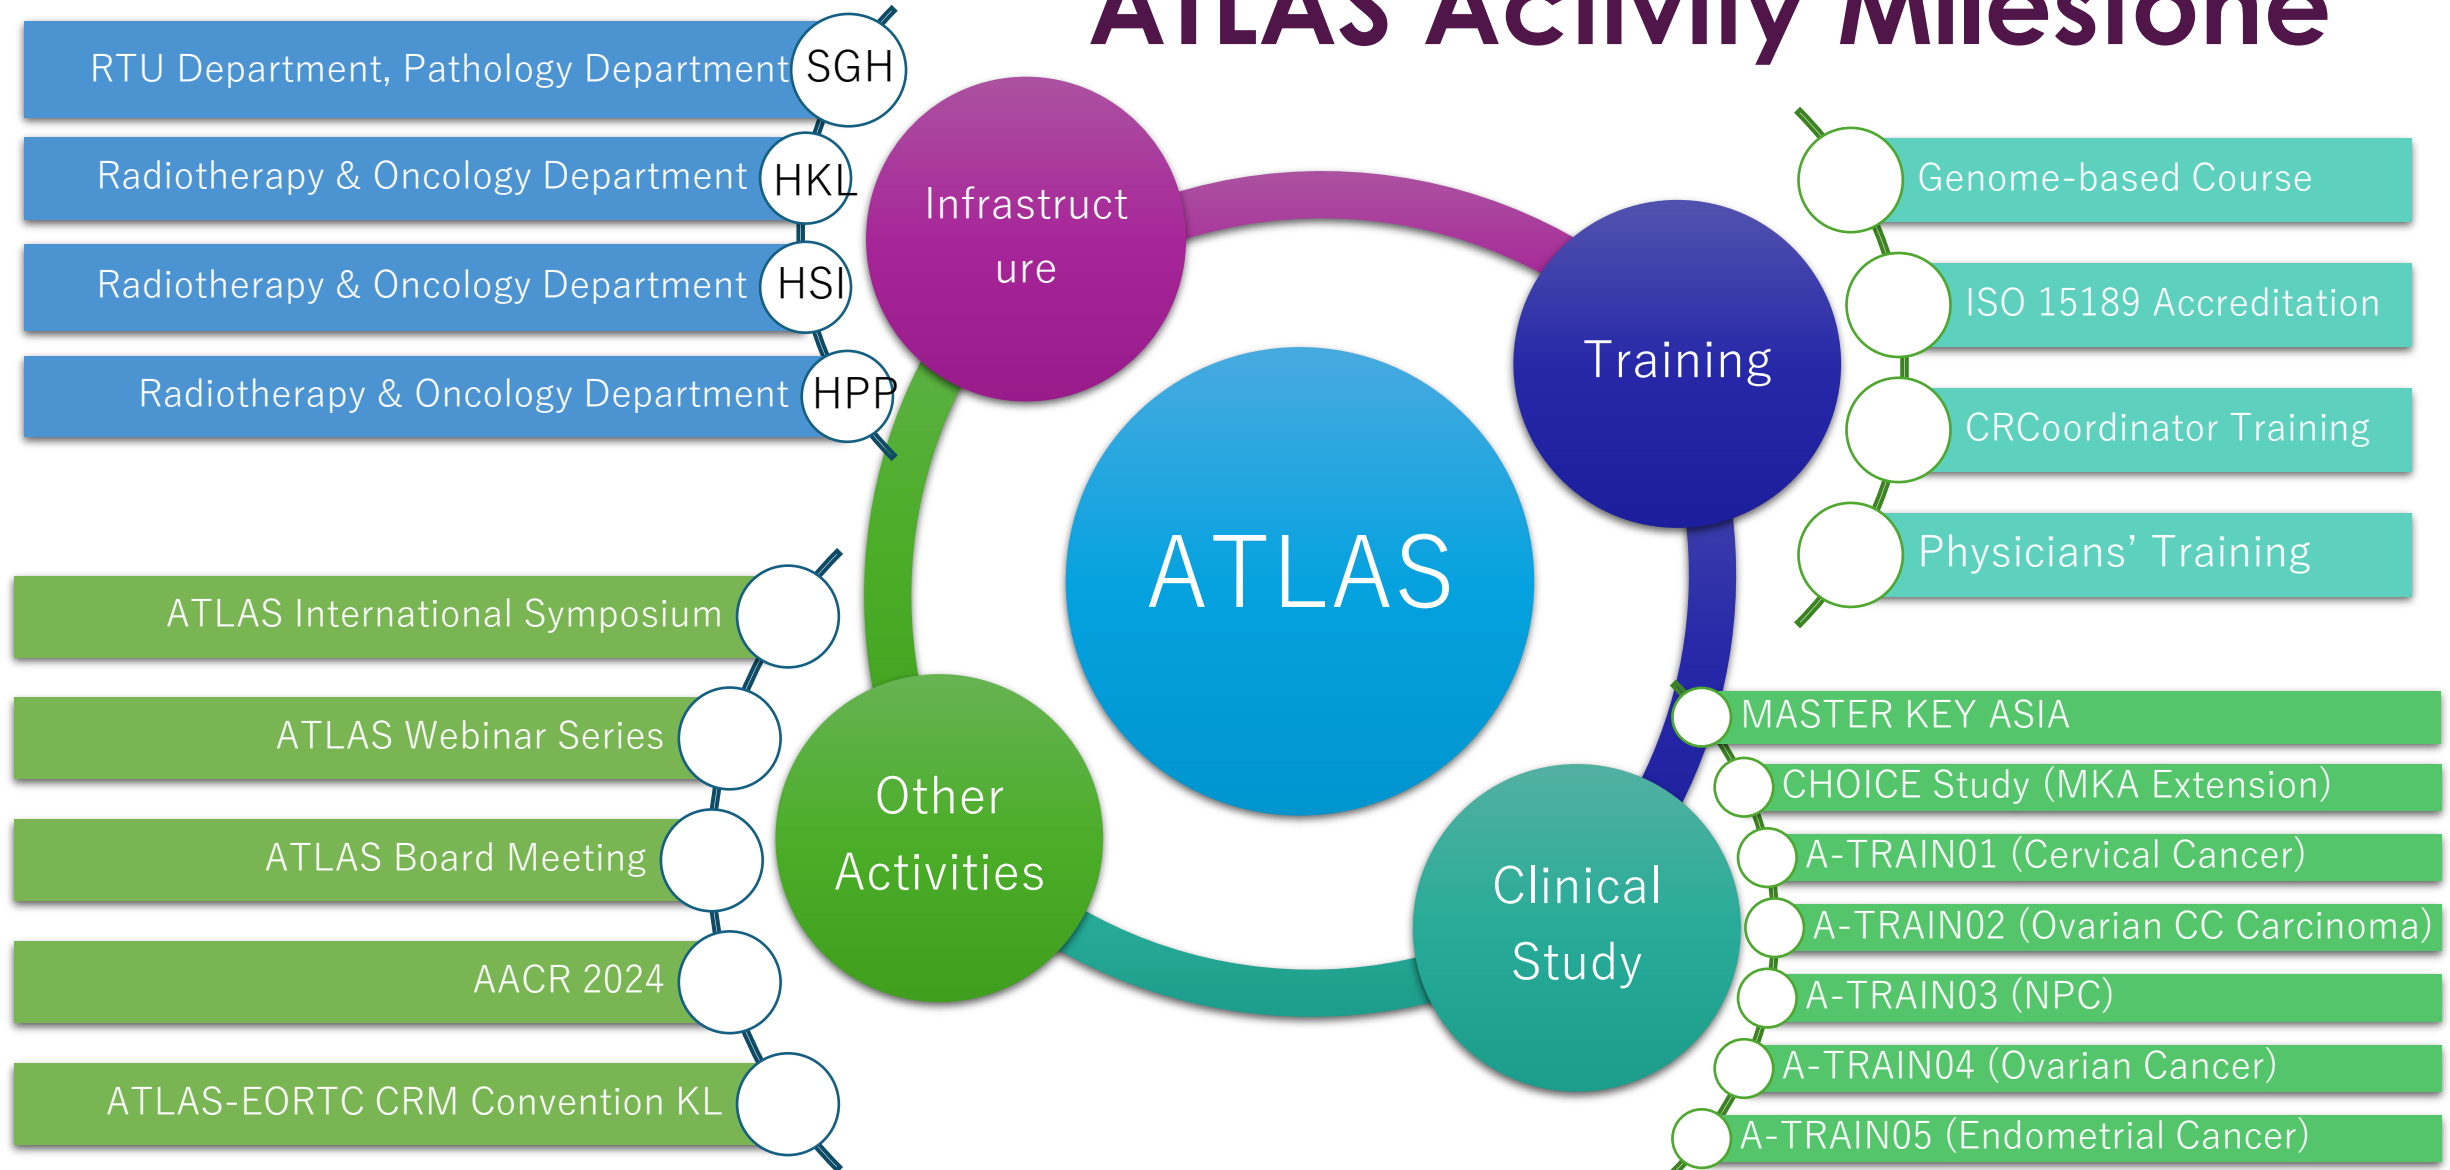 ATLAS Activity Milestone
RTU Department, Pathology Department
SGH
Radiotherapy & Oncology Department
HKL
Radiotherapy & Oncology Department
HSI
Radiotherapy & Oncology Department
HPP
Infrastruct
ure
Training
Genome-based Course
ISO 15189 Accreditation
CRCoordinator Training
Physicians’ Training
ATLAS
ATLAS International Symposium
ATLAS Webinar Series
ATLAS Board Meeting
AACR 2024
ATLAS-EORTC CRM Convention KL
Other
Activities
Clinical
Study
MASTER KEY ASIA
CHOICE Study (MKA Extension)
A-TRAIN01 (Cervical Cancer)
A-TRAIN02 (Ovarian CC Carcinoma)
A-TRAIN03 (NPC)
A-TRAIN04 (Ovarian Cancer)
A-TRAIN05 (Endometrial Cancer)